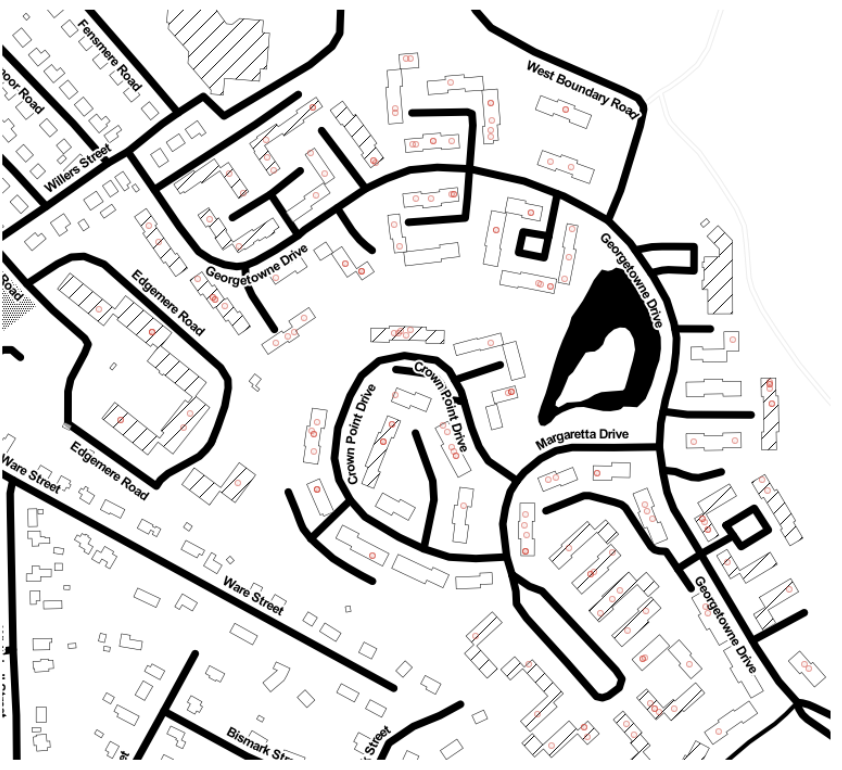 Fensmere Road
West Boundary Road
oor Road
Willers Street
Georgetowne Drive
Georgetowne Drive
Edgemere Road
Road
Crown Point Drive
Crown Point Drive
Margaretta Drive
Edgemere Road
Ware Street
Ware Street
Georgetowne Drive
Bismark Str
k Street
et